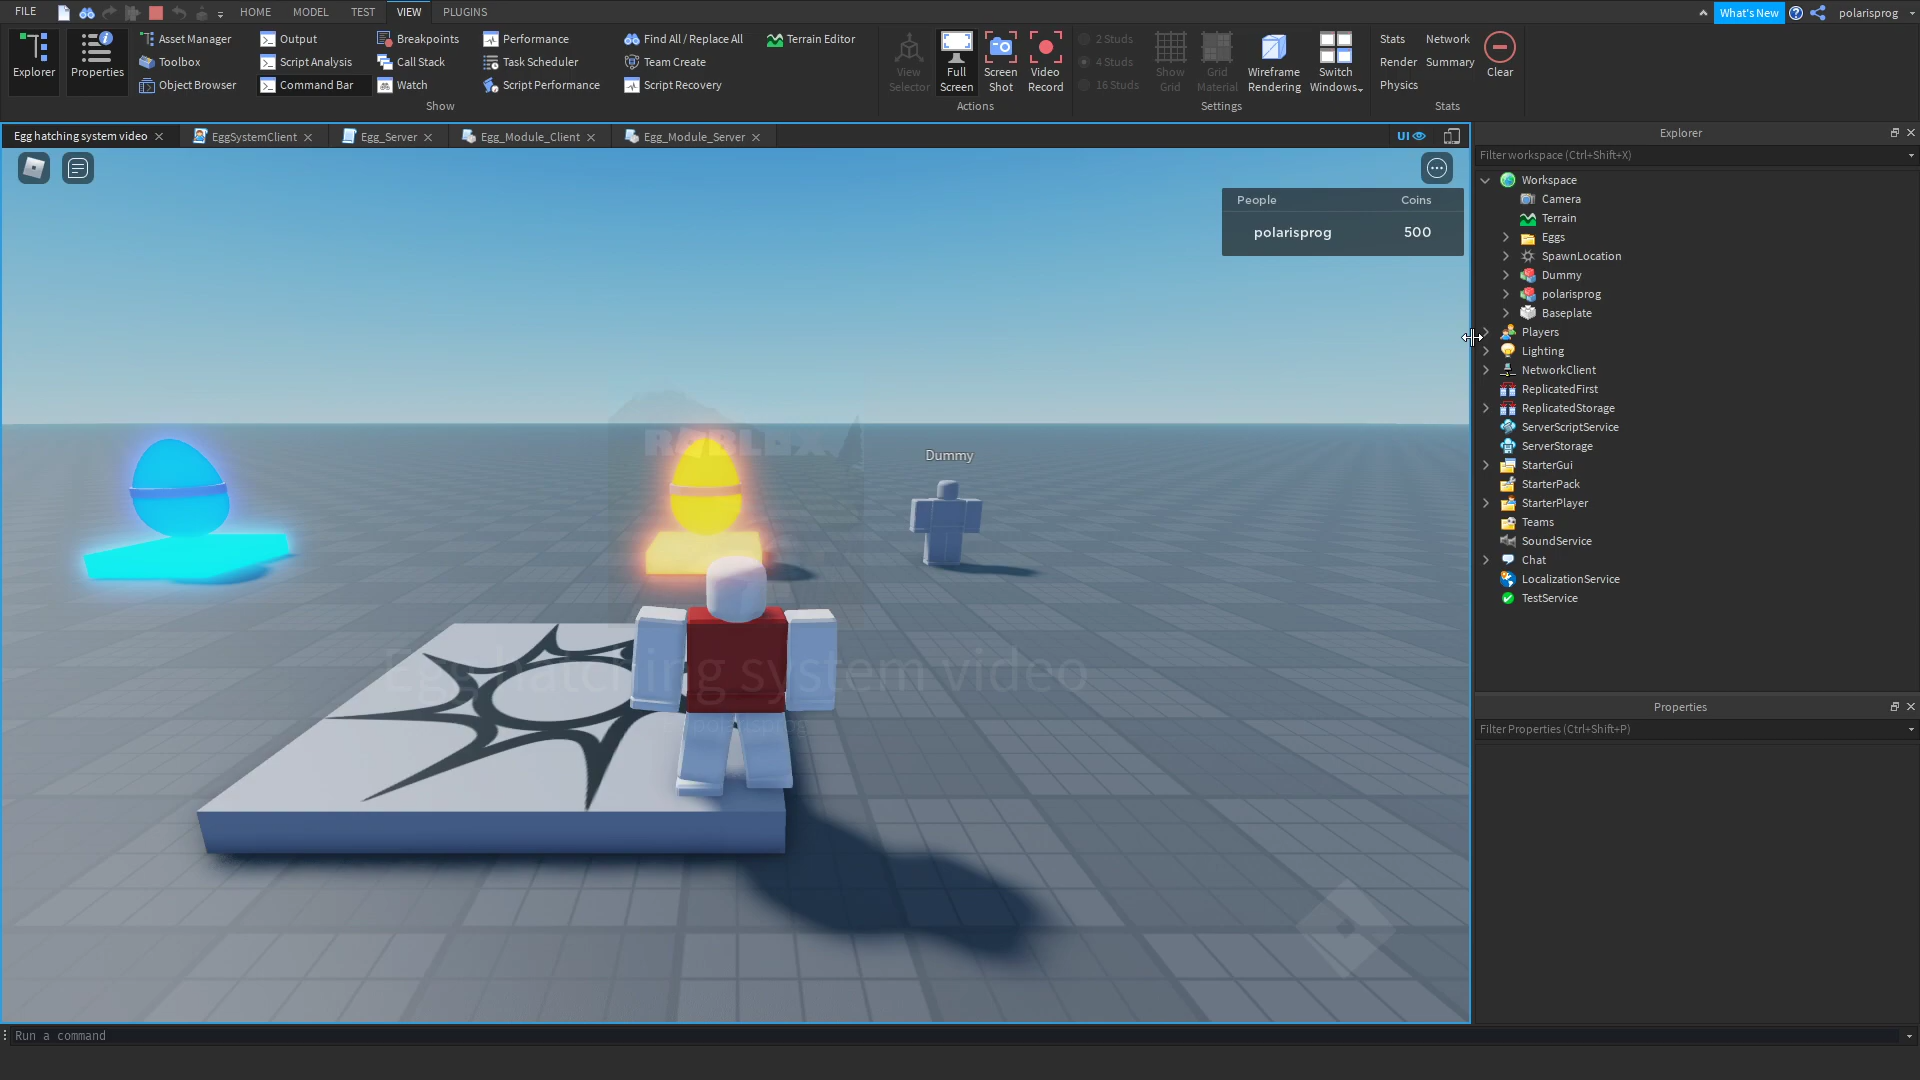 FILE
HOME
MODEL
TEST
VIEW
PLUGINS
What's New
polarisprog
Explorer
Properties
Asset Manager
Toolbox
Object Browser
Output
Script Analysis
Command Bar
Breakpoints
Call Stack
Watch
Performance
Task Scheduler
Script Performance
Find All / Replace All
Team Create
Script Recovery
Terrain Editor
Show
View Selector
Full Screen
Screen Shot
Video Record
Actions
2 Studs
4 Studs
16 Studs
Show Grid
Grid Material
Wireframe Rendering
Switch Windows
Settings
Stats
Render
Physics
Network
Summary
Clear
Stats
Egg hatching system video
EggSystemClient
Egg_Server
Egg_Module_Client
Egg_Module_Server
UI
People Coins
polarisprog 500
ROBLOX
Dummy
Egg hatching system video
Explorer
Filter workspace (Ctrl+Shift+X)
Workspace
Camera
Terrain
Eggs
SpawnLocation
Dummy
polarisprog
Baseplate
Players
Lighting
NetworkClient
ReplicatedFirst
ReplicatedStorage
ServerScriptService
ServerStorage
StarterGui
StarterPack
StarterPlayer
Teams
SoundService
Chat
LocalizationService
TestService
Properties
Filter Properties (Ctrl+Shift+P)
Run a command